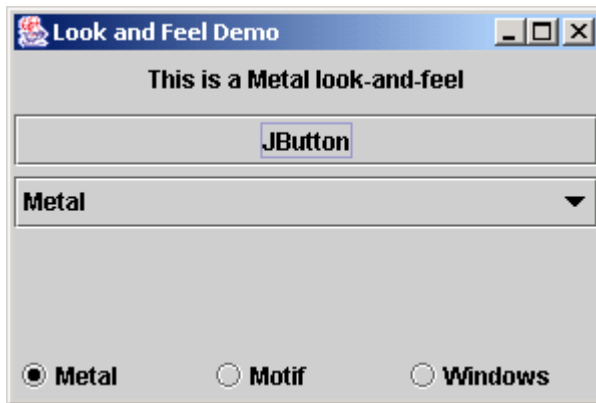 Look and Feel Demo
This is a Metal look-and-feel
JButton
Metal
Metal Motif Windows